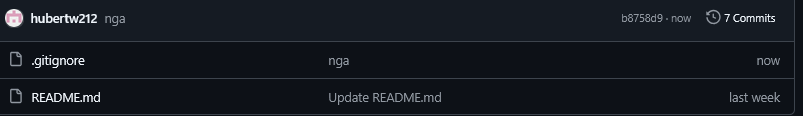 hubertw212 nga b8758d9 · now 7 Commits
.gitignore nga now
README.md Update README.md last week